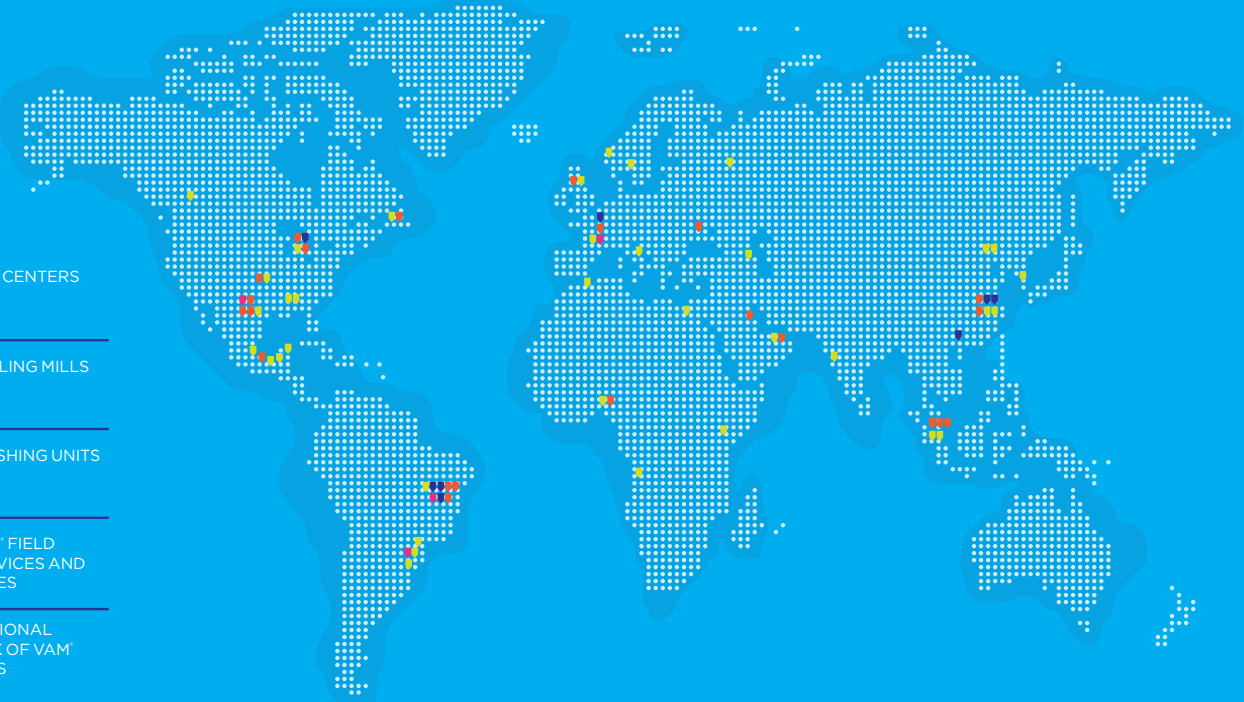 CENTERS
LING MILLS
SHING UNITS
® FIELD
VICES AND
ES
IONAL
K OF VAM®
S